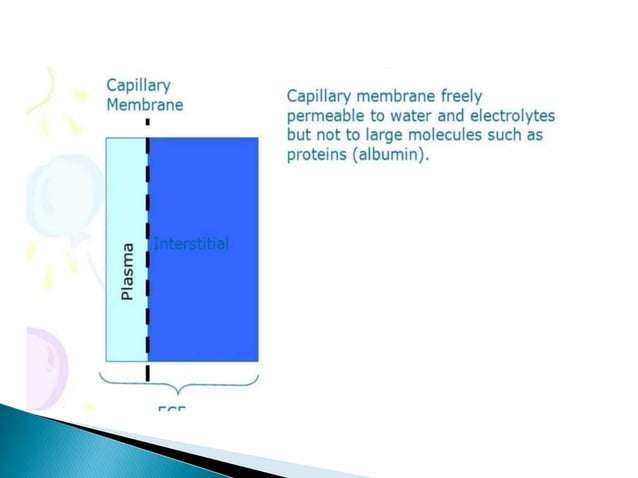 Capillary
Membrane
Capillary membrane freely
permeable to water and electrolytes
but not to large molecules such as
proteins (albumin).
Interstitial
Plasma